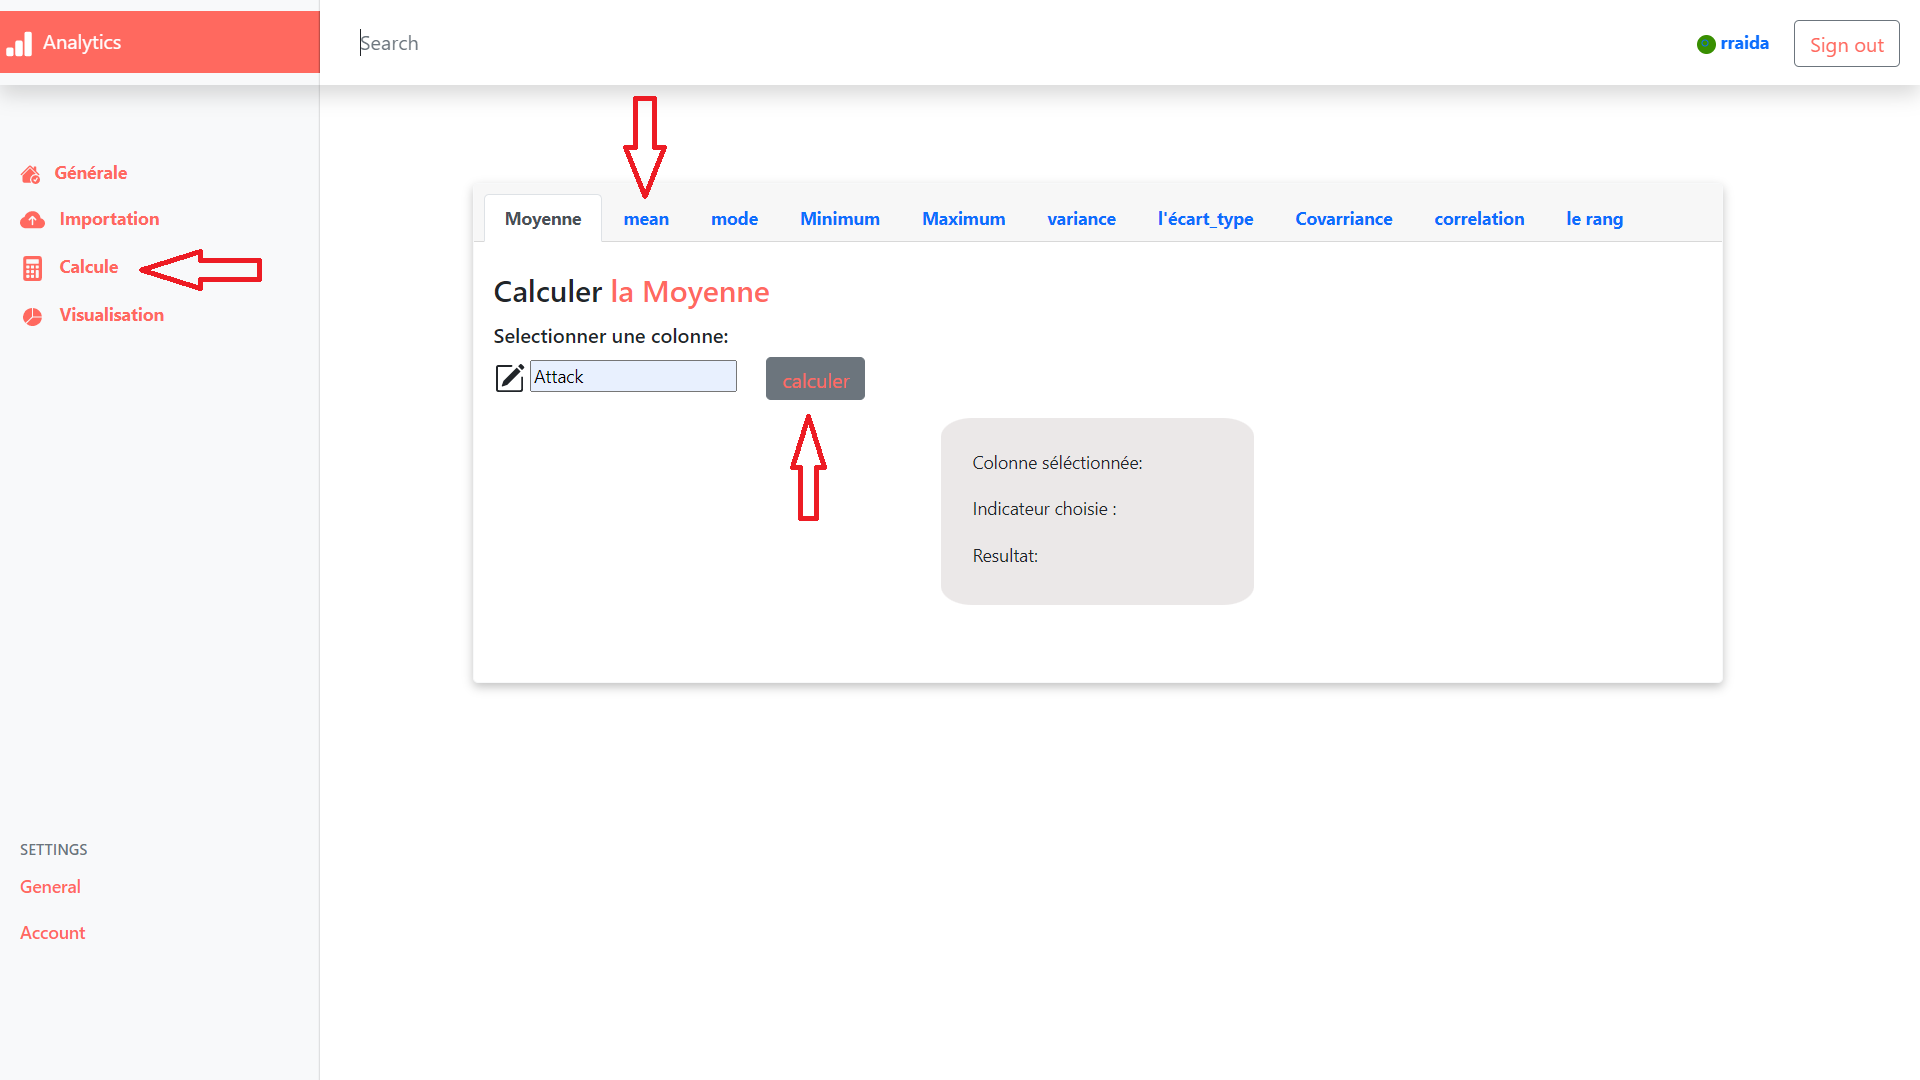 Analytics
Search
rraida
Sign out
Générale
Importation
Calcule
Visualisation
Moyenne mean mode Minimum Maximum variance l'écart_type Covarriance correlation le rang
Calculer la Moyenne
Selectionner une colonne:
Attack
calculer
Colonne séléctionnée:
Indicateur choisie :
Resultat:
SETTINGS
General
Account